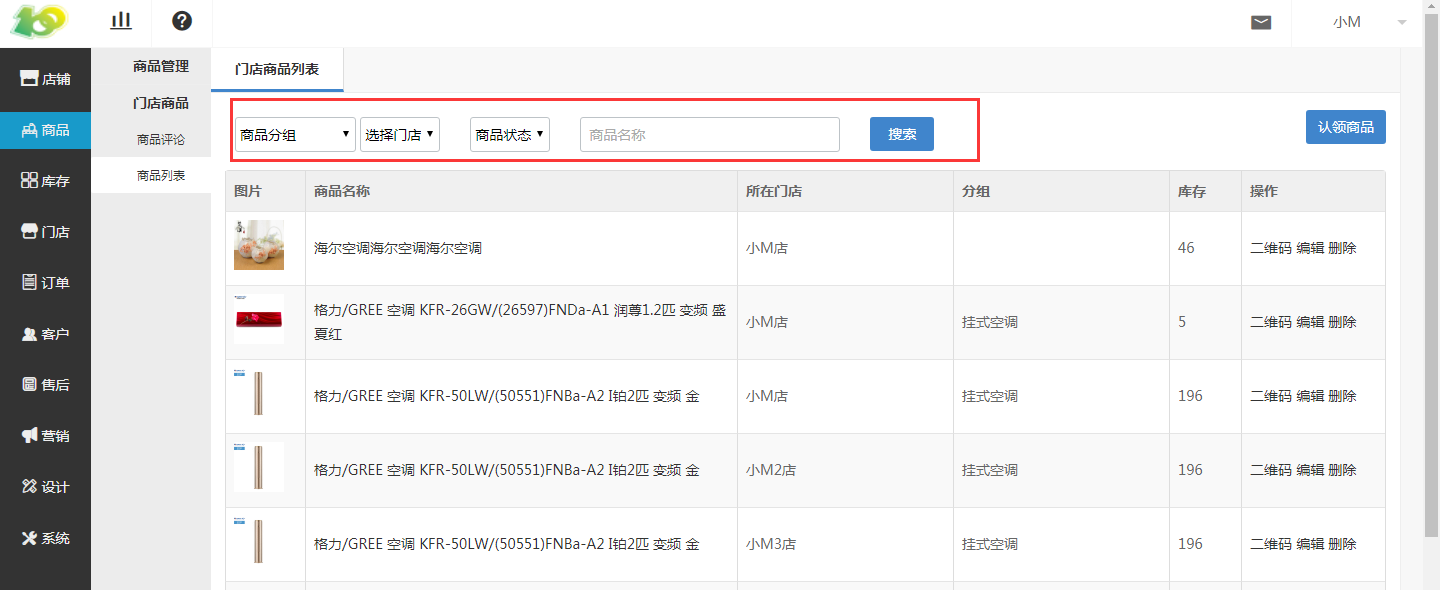 小M
店铺
商品
库存
门店
订单
客户
售后
营销
设计
系统
商品管理
门店商品
商品评论
商品列表
门店商品列表
商品分组 选择门店 商品状态 商品名称 搜索 认领商品
图片 商品名称 所在门店 分组 库存 操作
海尔空调海尔空调海尔空调 小M店 46 二维码 编辑 删除
格力/GREE 空调 KFR-26GW/(26597)FNDa-A1 润尊1.2匹 变频 盛
夏红 小M店 挂式空调 5 二维码 编辑 删除
格力/GREE 空调 KFR-50LW/(50551)FNBa-A2 I铂2匹 变频 金 小M店 挂式空调 196 二维码 编辑 删除
格力/GREE 空调 KFR-50LW/(50551)FNBa-A2 I铂2匹 变频 金 小M2店 挂式空调 196 二维码 编辑 删除
格力/GREE 空调 KFR-50LW/(50551)FNBa-A2 I铂2匹 变频 金 小M3店 挂式空调 196 二维码 编辑 删除